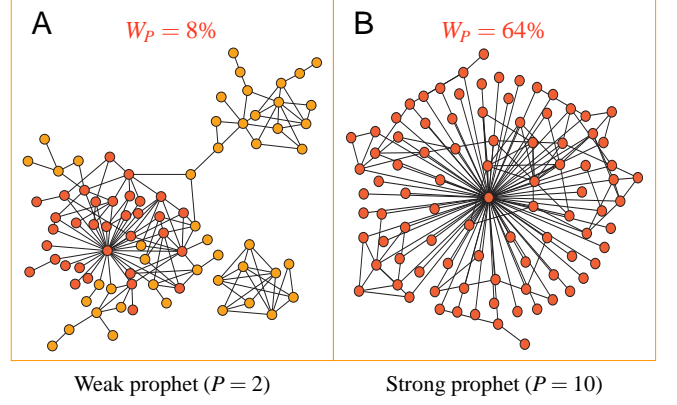 A
W_P = 8%
B
W_P = 64%
Weak prophet (P = 2)
Strong prophet (P = 10)